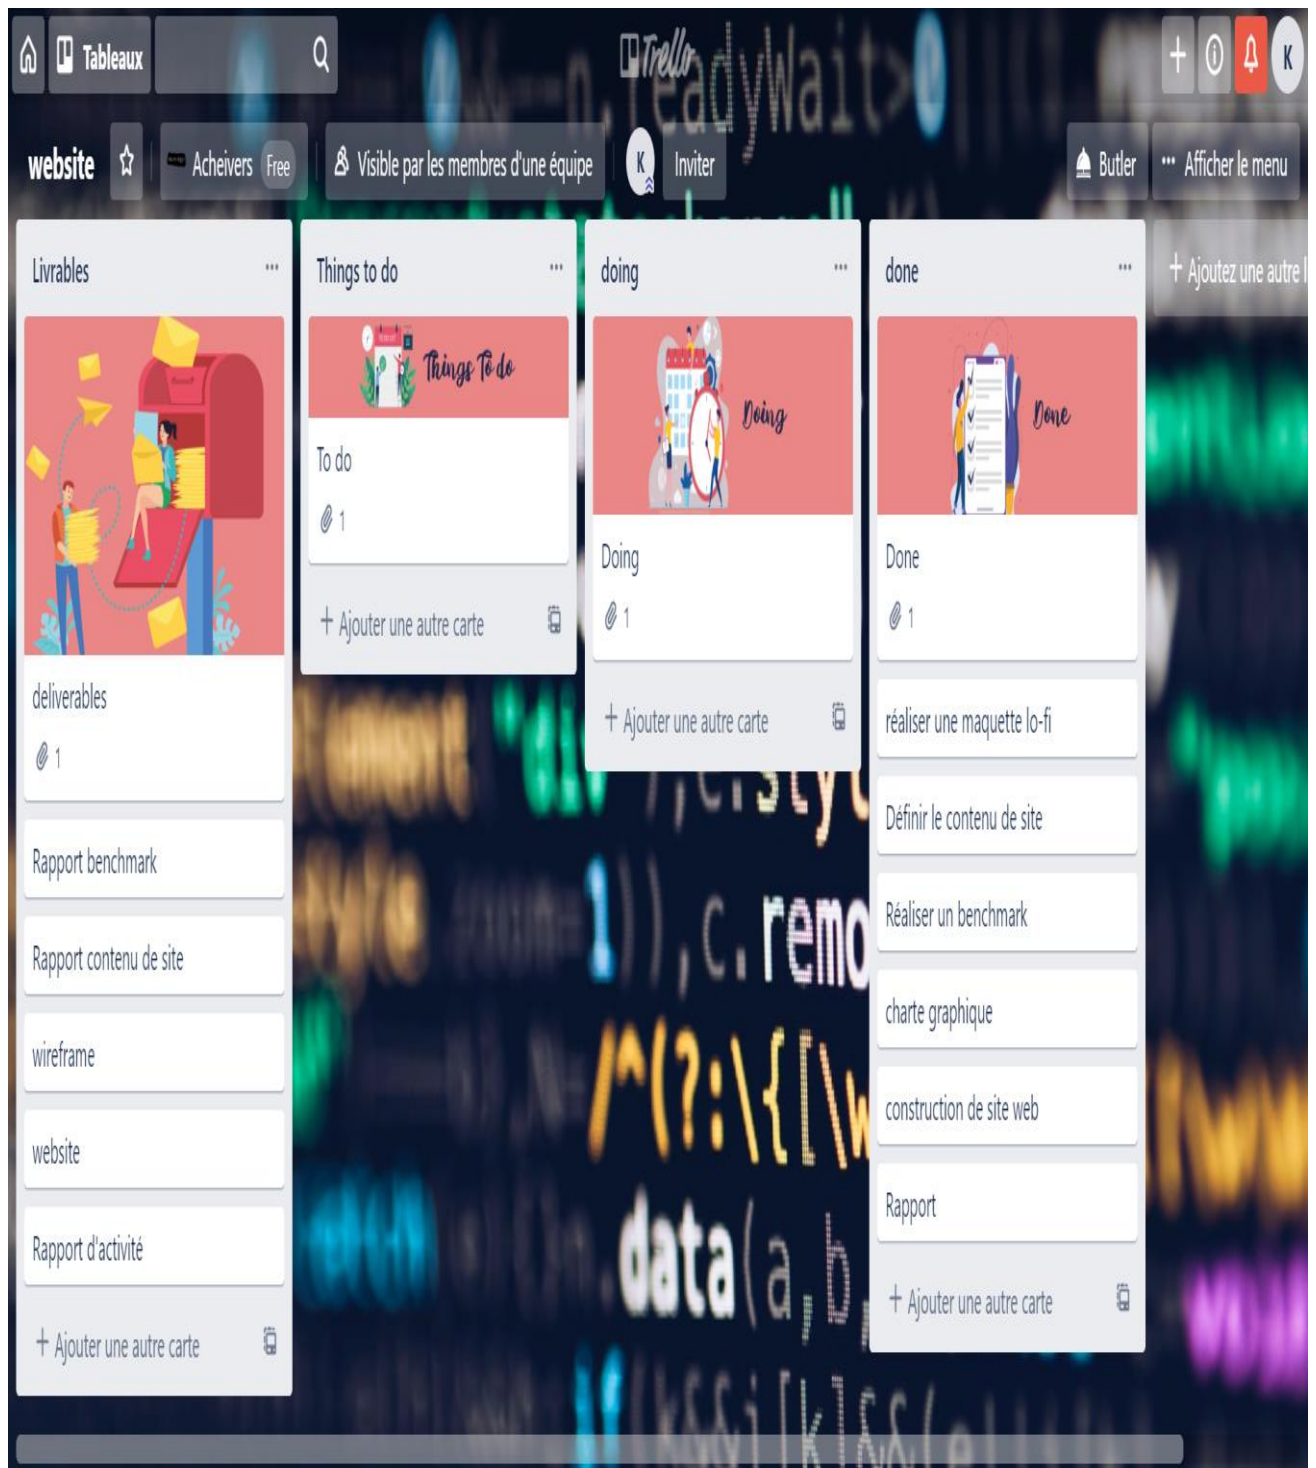 Tableaux
Trello
K
website
Acheivers Free
Visible par les membres d'une équipe
K
Inviter
Butler
Afficher le menu
Livrables
deliverables
1
Rapport benchmark
Rapport contenu de site
wireframe
website
Rapport d'activité
+ Ajouter une autre carte
Things to do
Things To do
To do
1
+ Ajouter une autre carte
doing
Doing
Doing
1
+ Ajouter une autre carte
done
Done
Done
1
réaliser une maquette lo-fi
Définir le contenu de site
Réaliser un benchmark
charte graphique
construction de site web
Rapport
+ Ajouter une autre carte
+ Ajoutez une autre l
.readyWait>
1)),c.remo
/^(?:\{[\w
data(a,b,